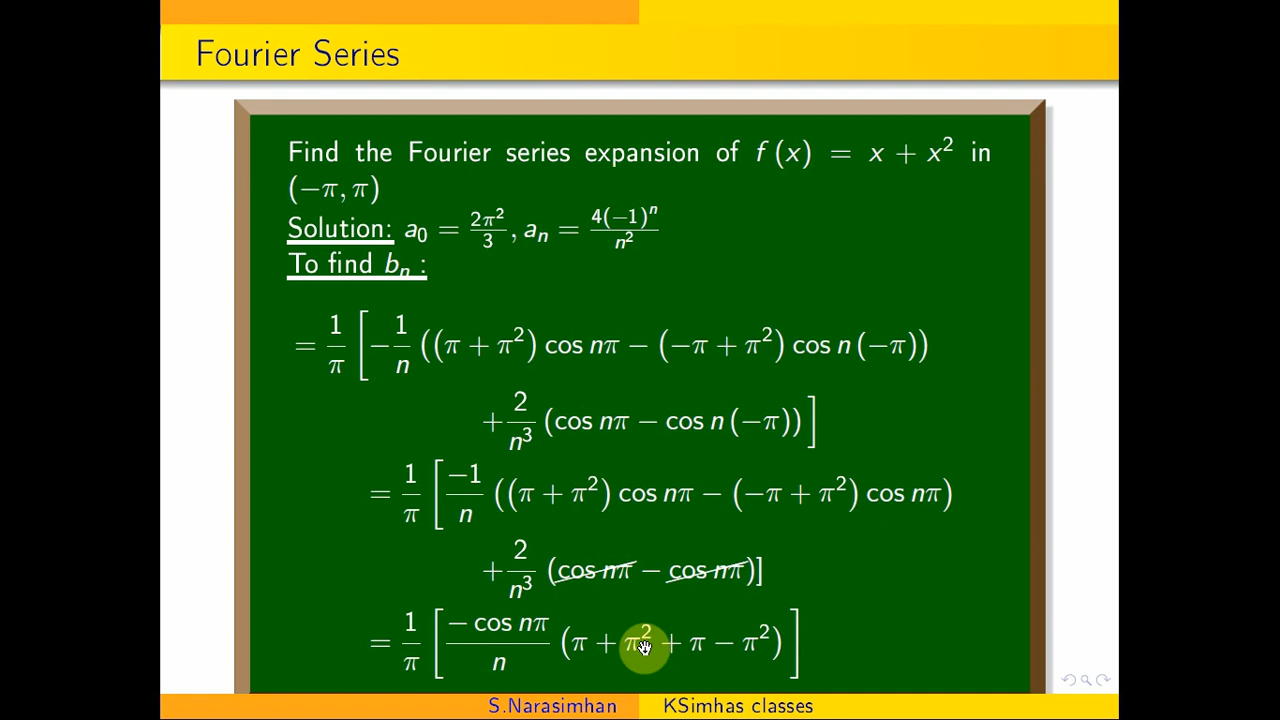 Fourier Series
Find the Fourier series expansion of f (x) = x + x² in
(−π, π)
Solution: a₀ = 2π²/3, aₙ = 4(−1)ⁿ/n²
To find bₙ :
= 1/π [ −1/n ((π + π²) cos nπ − (−π + π²) cos n (−π))
+ 2/n³ (cos nπ − cos n (−π)) ]
= 1/π [ −1/n ((π + π²) cos nπ − (−π + π²) cos nπ)
+ 2/n³ (cos nπ − cos nπ)]
= 1/π [ − cos nπ/n (π + π² + π − π²) ]
S.Narasimhan KSimhas classes